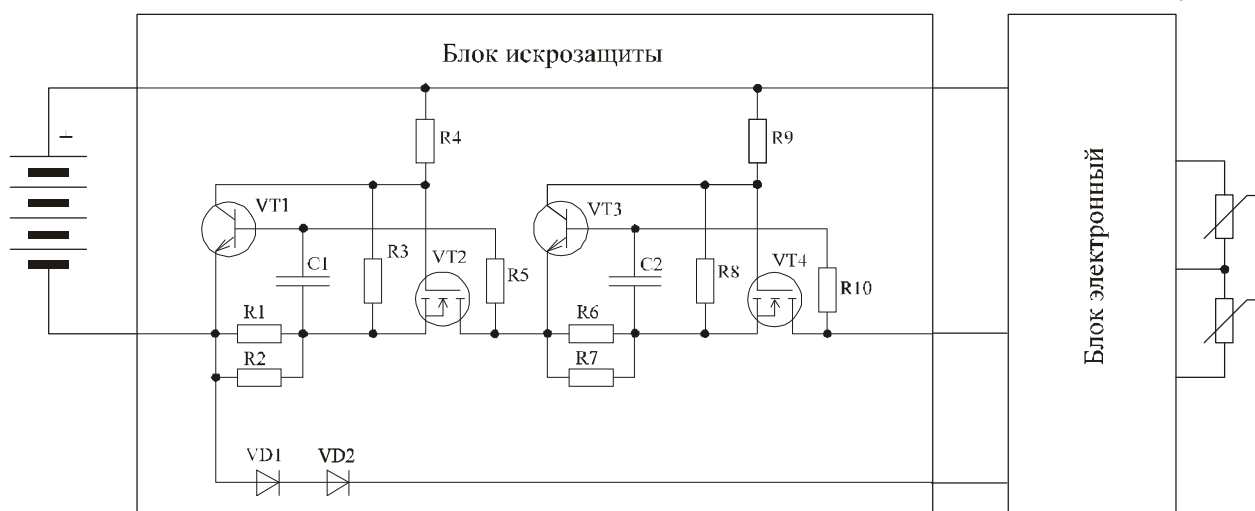 Блок искрозащиты
+
R4
R9
VT1
VT3
C1
R3
VT2
R5
C2
R8
VT4
R10
R1
R6
R2
R7
VD1
VD2
Блок электронный